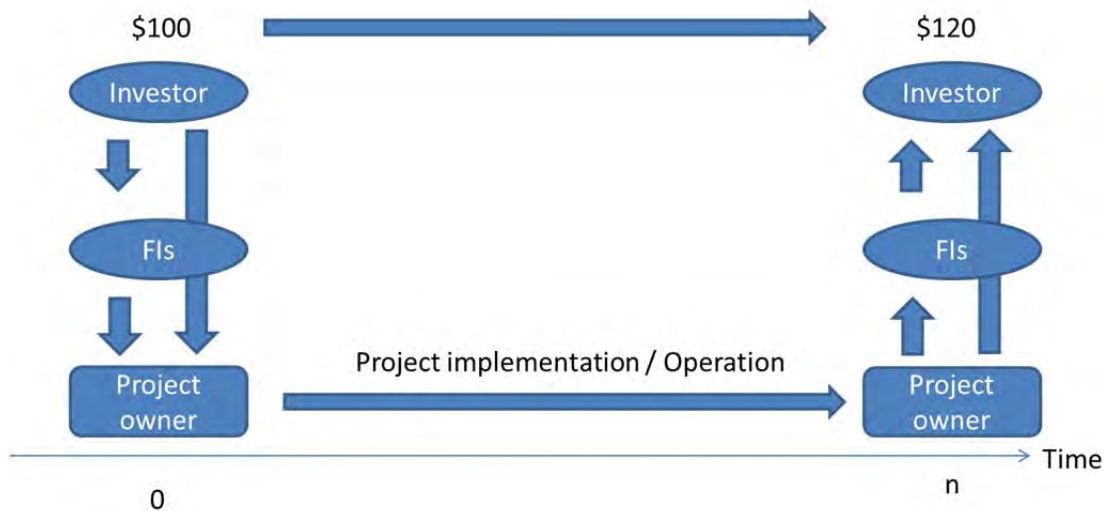 $100
$120
Investor
Investor
FIs
FIs
Project implementation / Operation
Project
owner
Project
owner
Time
0
n